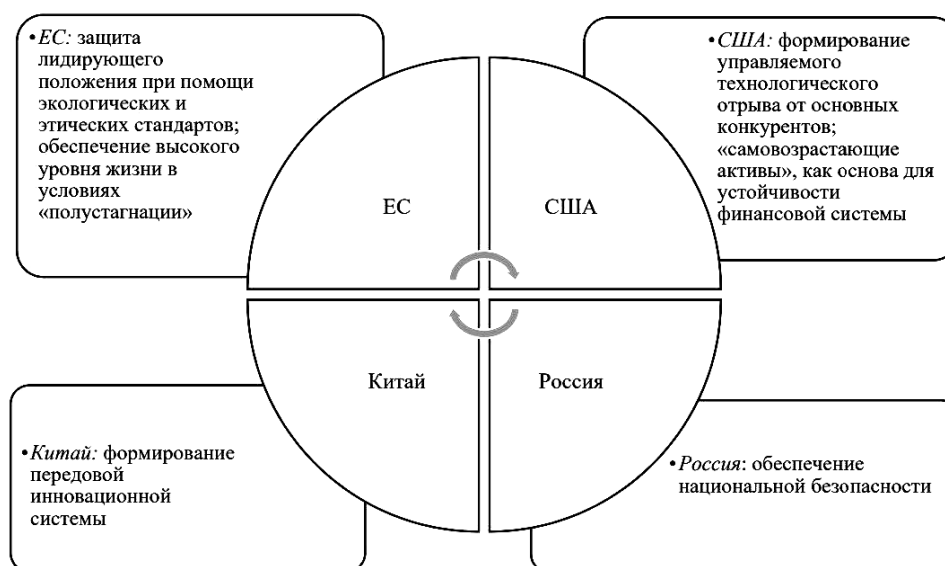 •ЕС: защита
лидирующего
положения при помощи
экологических и
этических стандартов;
обеспечение высокого
уровня жизни в
условиях
«полустагнации»
•США: формирование
управляемого
технологического
отрыва от основных
конкурентов;
«самовозрастающие
активы», как основа для
устойчивости
финансовой системы
ЕС
США
Китай
Россия
•Китай: формирование
передовой
инновационной
системы
•Россия: обеспечение
национальной безопасности